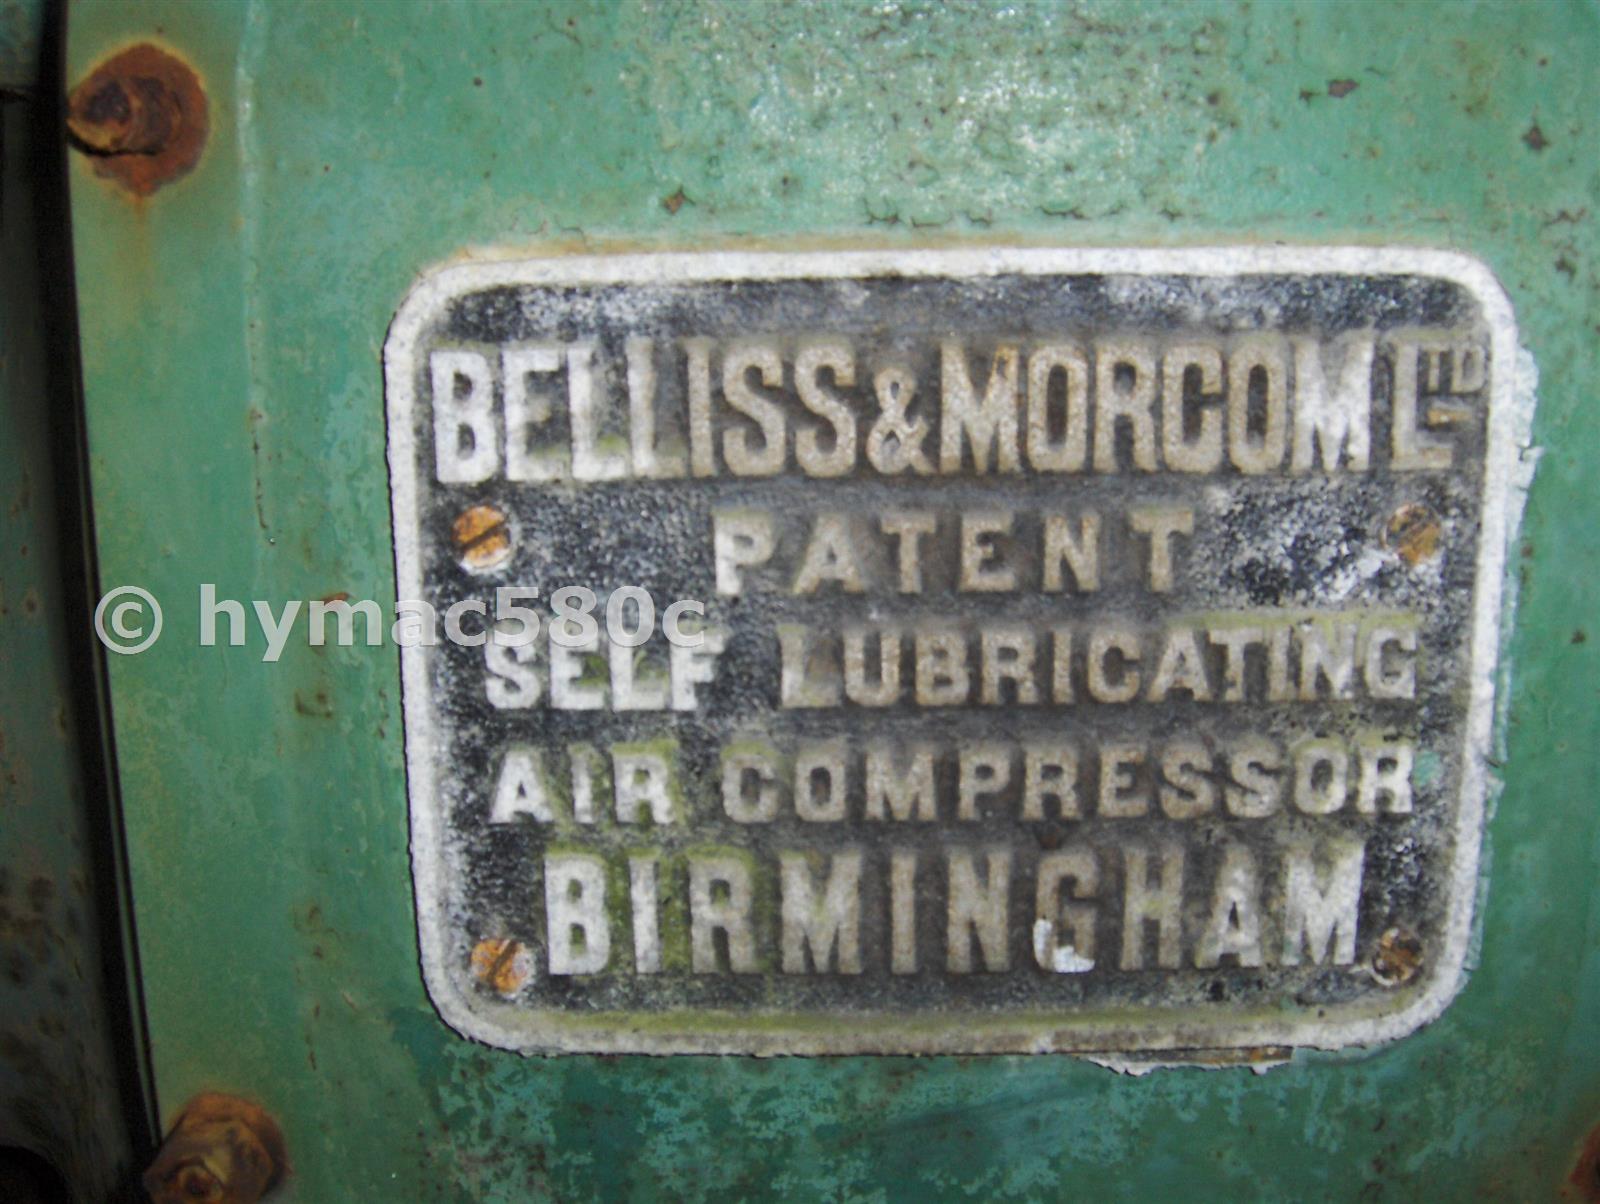 BELLISS & MORCOM LTD
PATENT
© hymac580c
SELF LUBRICATING
AIR COMPRESSOR
BIRMINGHAM